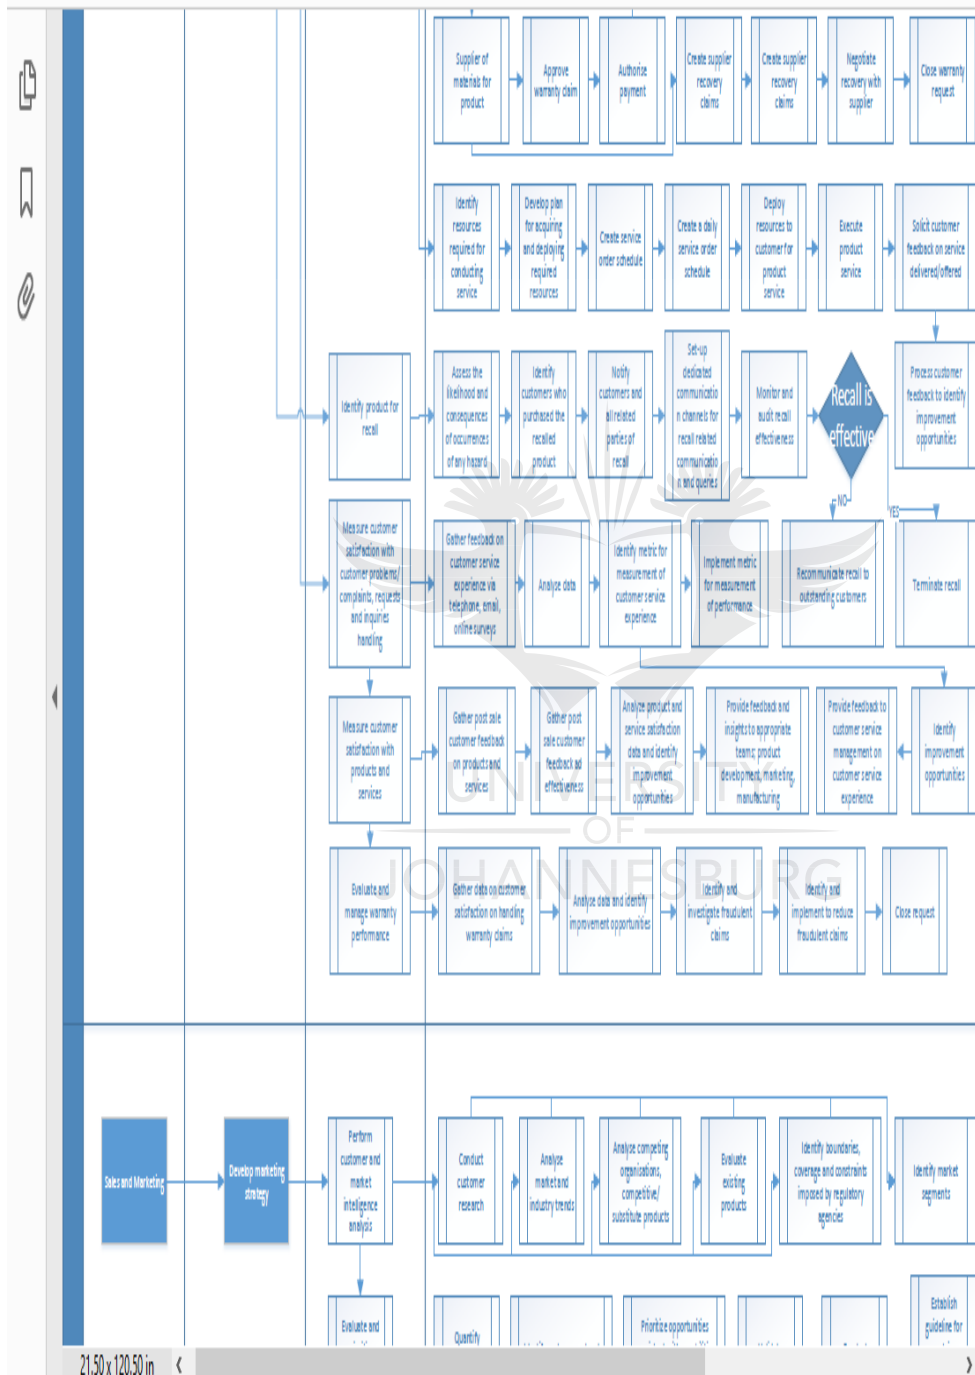 Supplier of
materials for
product
Approve
warranty claim
Authorise
payment
Create supplier
recovery
claims
Create supplier
recovery
claims
Negotiate
recovery with
supplier
Close warranty
request
Identify
resources
required for
conducting
service
Develop plan
for acquiring
and deploying
required
resources
Create service
order schedule
Create a daily
service order
schedule
Deploy
resources to
customer for
product
service
Execute
product
service
Solicit customer
feedback on service
delivered/offered
Identify product for
recall
Assess the
likelihood and
consequences
of occurrences
of any hazard
Identify
customers who
purchased the
recalled
product
Notify
customers and
all related
parties of
recall
Set-up
dedicated
communicatio
n channels for
recall related
communicatio
n and queries
Monitor and
audit recall
effectiveness
Recall is
effective
Process customer
feedback to identify
improvement
opportunities
NO
YES
Measure customer
satisfaction with
customer problems/
complaints, requests
and inquiries
handling
Gather feedback on
customer service
experience via
telephone, email,
online surveys
Analyse data
Identify metric for
measurement of
customer service
experience
Implement metric
for measurement
of performance
Recommunicate recall to
outstanding customers
Terminate recall
Measure customer
satisfaction with
products and
services
Gather post sale
customer feedback
on products and
services
Gather post
sale customer
feedback ad
effectiveness
Analyze product and
service satisfaction
data and identify
improvement
opportunities
Provide feedback and
insights to appropriate
teams; product
development, marketing,
manufacturing
Provide feedback to
customer service
management on
customer service
experience
Identify
improvement
opportunities
UNIVERSITY
OF
JOHANNESBURG
Evaluate and
manage warranty
performance
Gather data on customer
satisfaction on handling
warranty claims
Analyse data and identify
improvement opportunities
Identify and
investigate fraudulent
claims
Identify and
implement to reduce
fraudulent claims
Close request
Sales and Marketing
Develop marketing
strategy
Perform
customer and
market
intelligence
analysis
Conduct
customer
research
Analyse
market and
industry trends
Analyse competing
organisations,
competitive/
substitute products
Evaluate
existing
products
Identify boundaries,
coverage and constraints
imposed by regulatory
agencies
Identify market
segments
Evaluate and
Quantify
Prioritize opportunities
Establish
guideline for
21.50 x 120.50 in